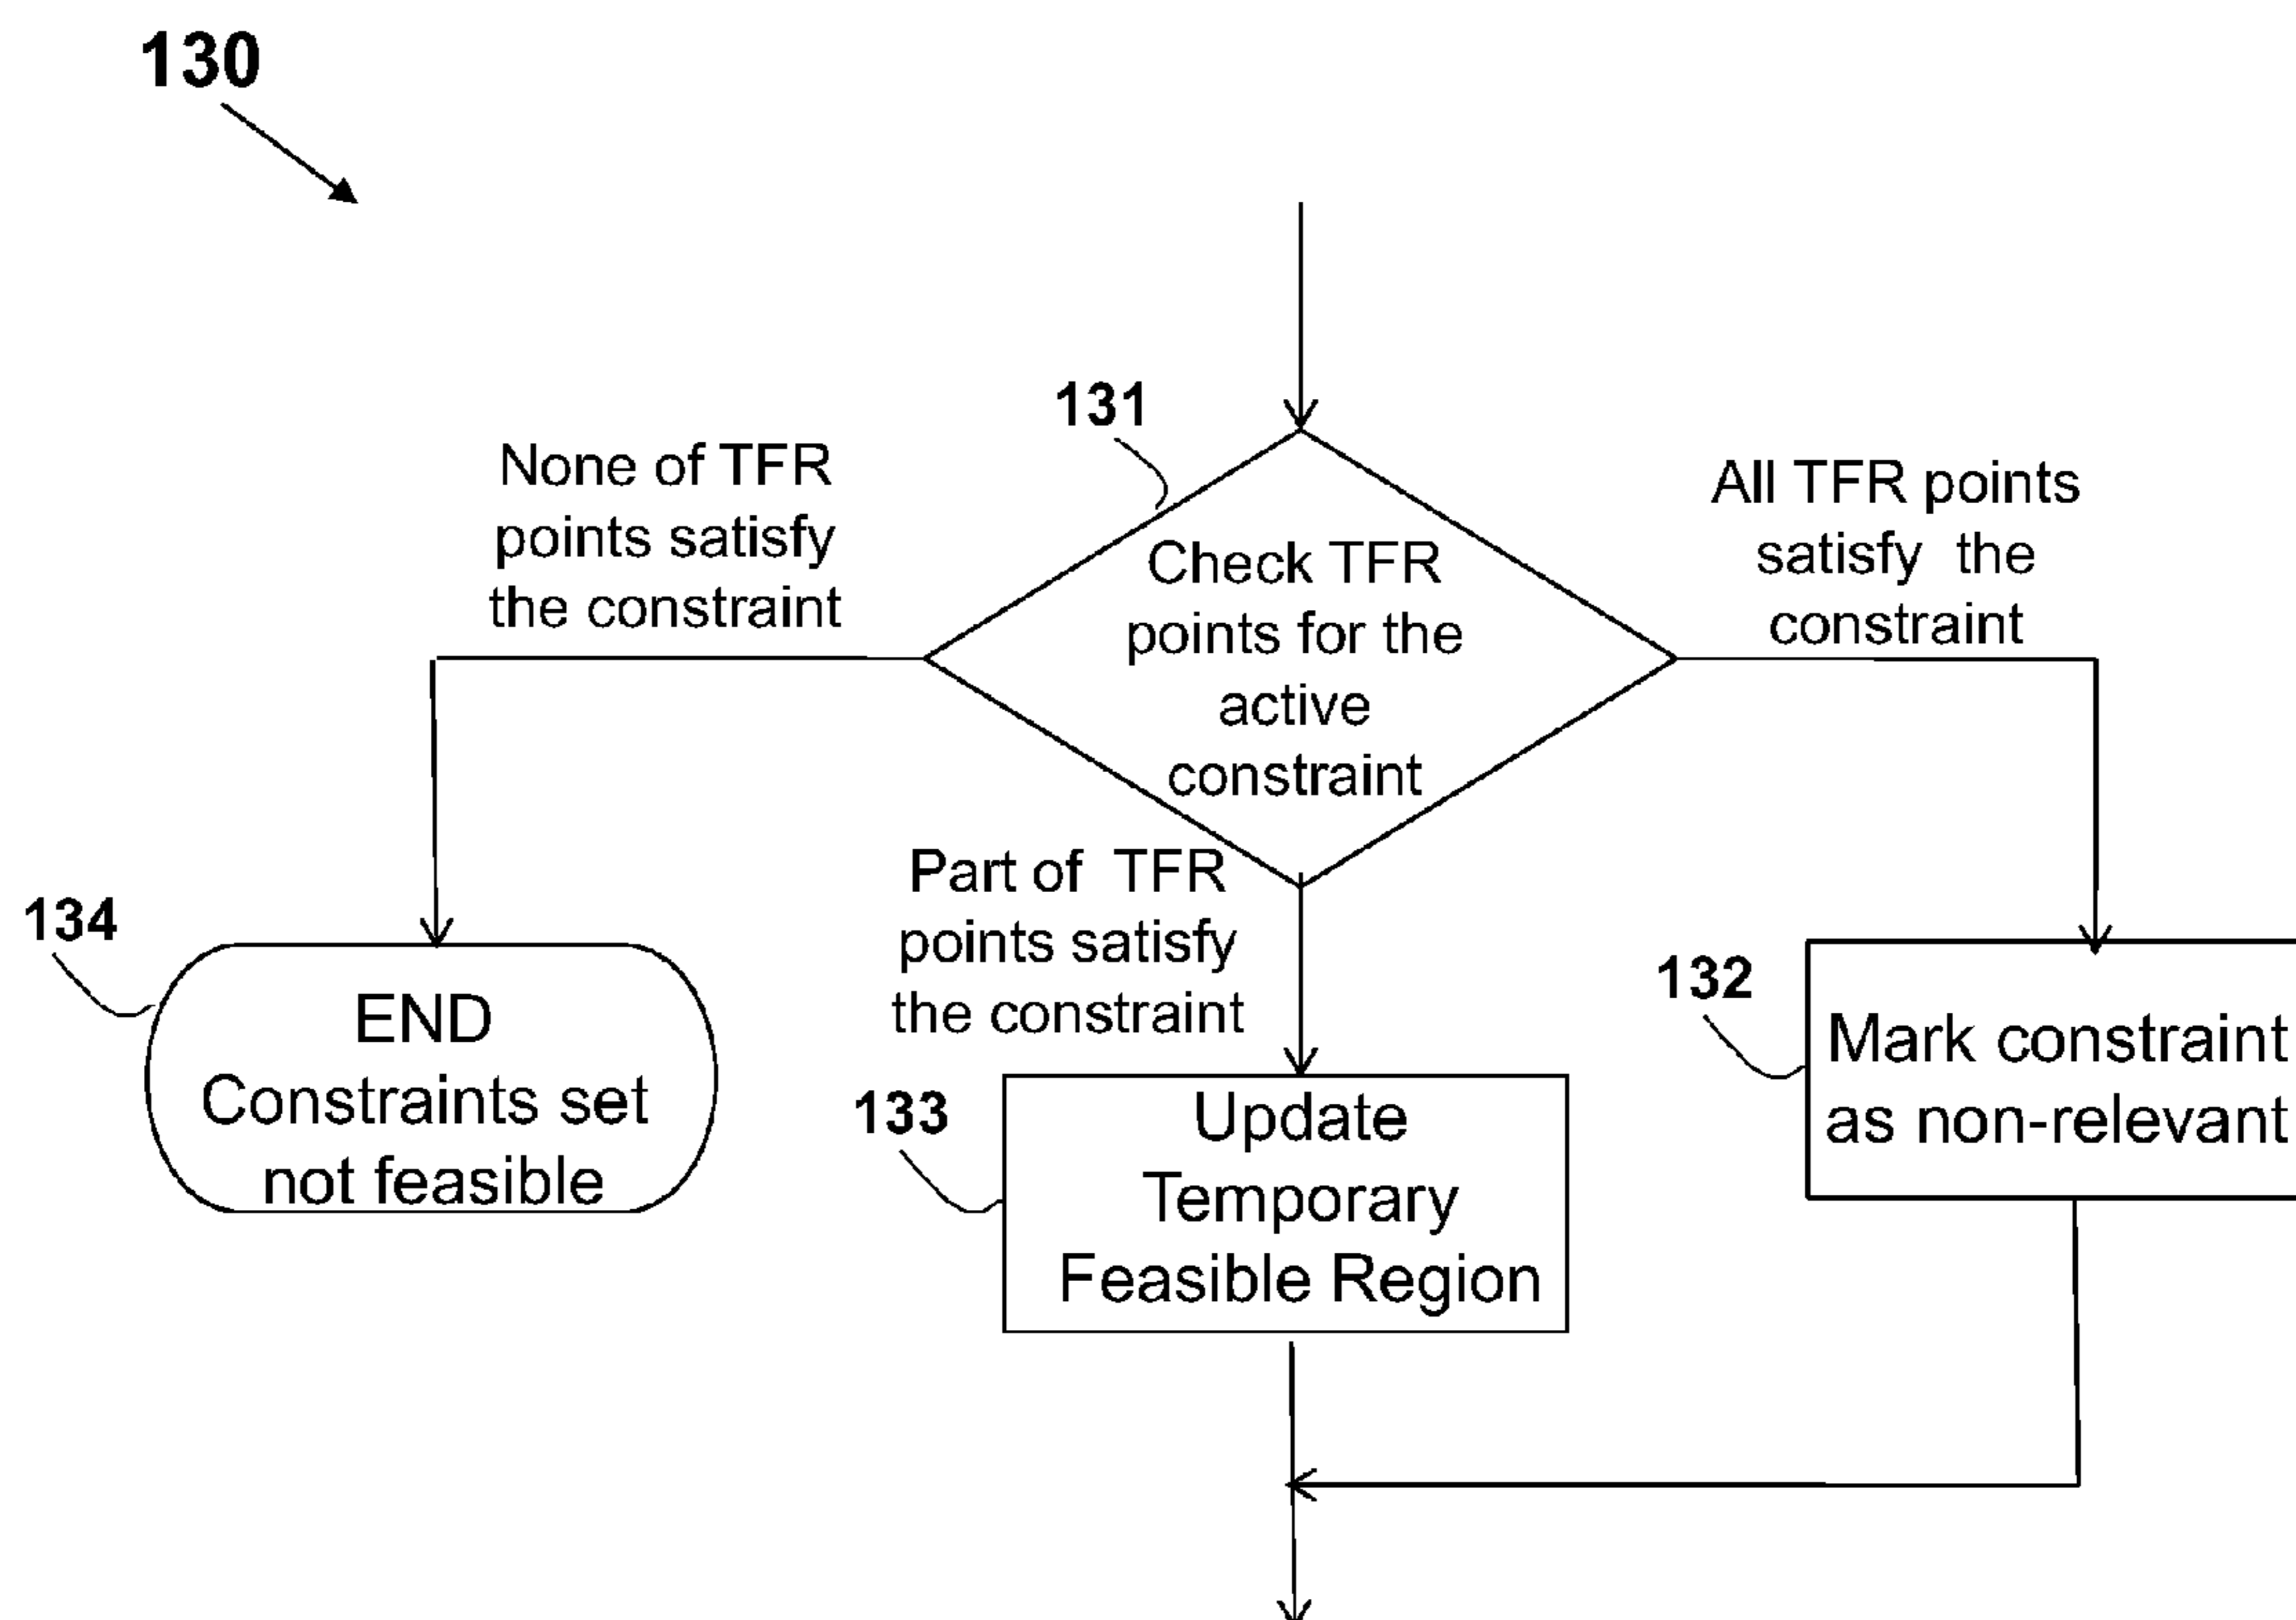 130
131
None of TFR
points satisfy
the constraint
All TFR points
satisfy the
constraint
Check TFR
points for the
active
constraint
Part of TFR
points satisfy
the constraint
134
END
Constraints set
not feasible
133
Update
Temporary
Feasible Region
132
Mark constraint
as non-relevant